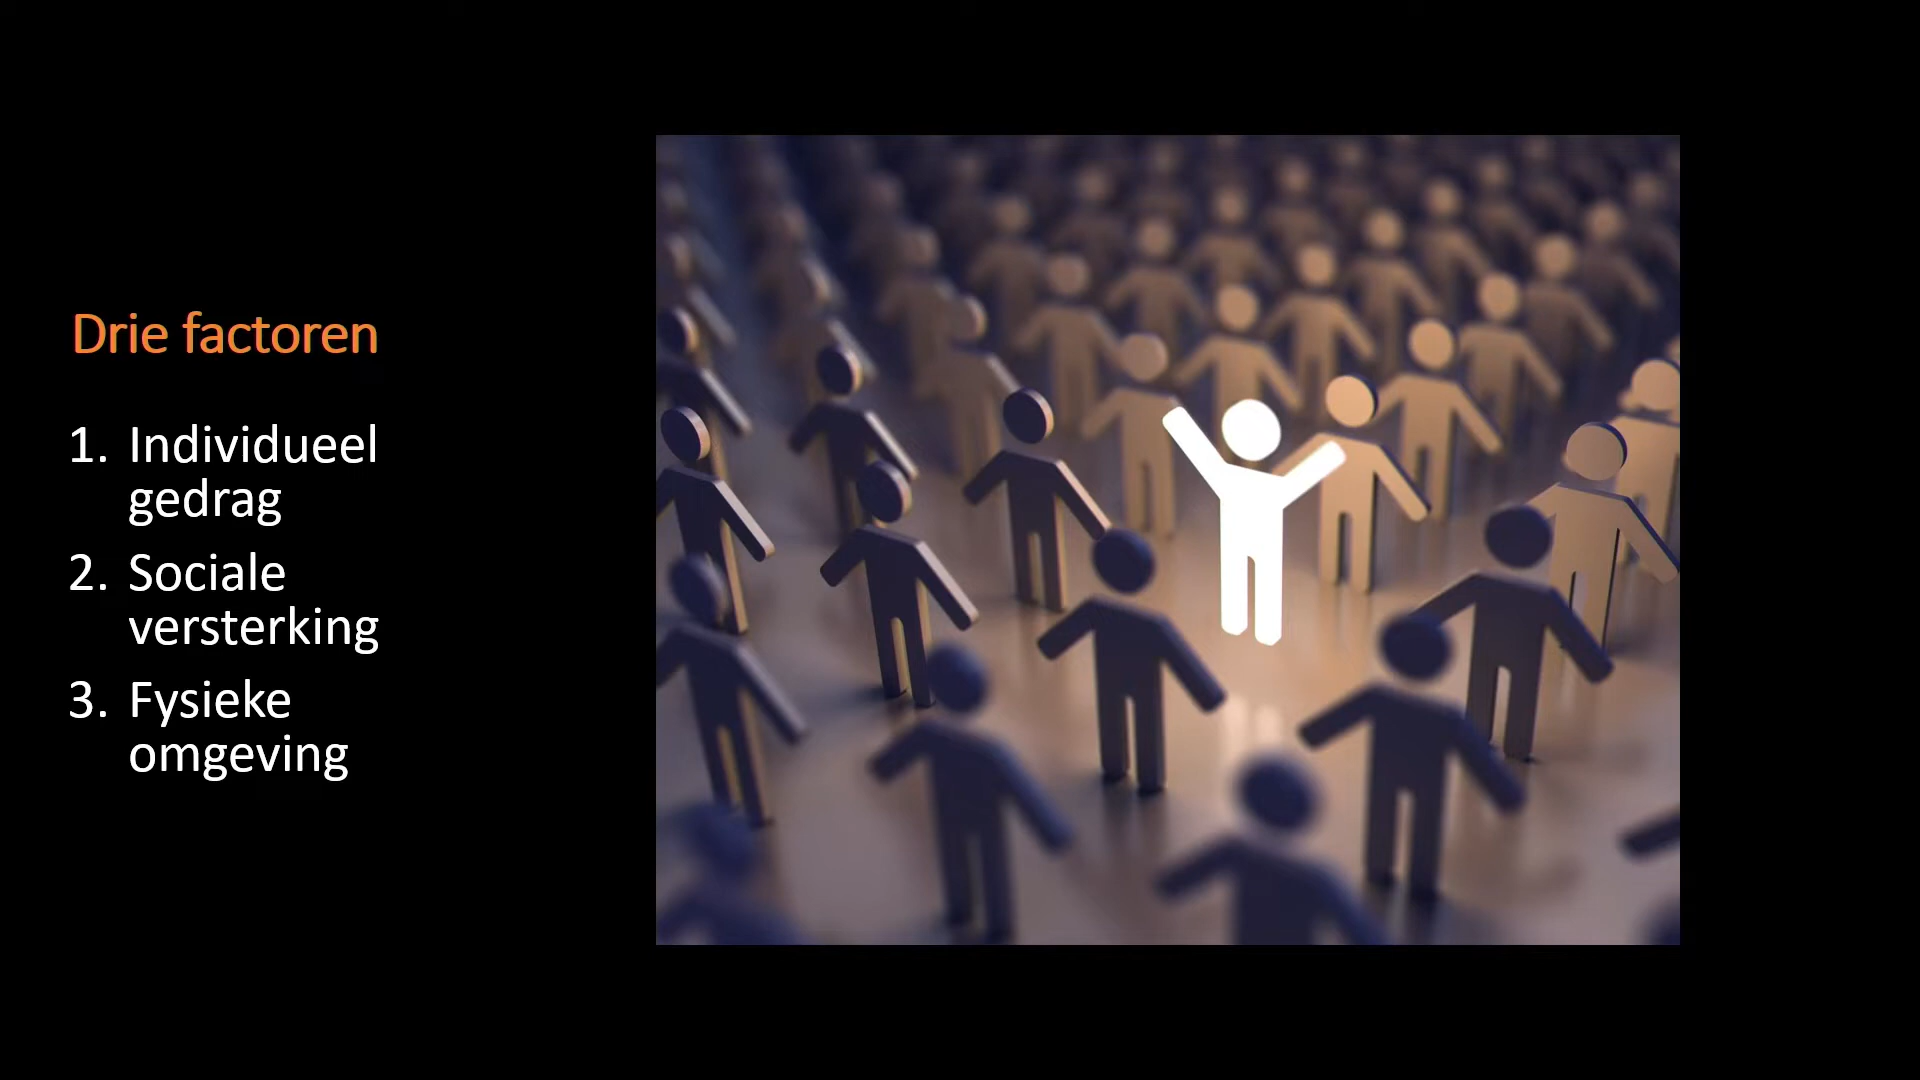 Drie factoren
1. Individueel
gedrag
2. Sociale
versterking
3. Fysieke
omgeving